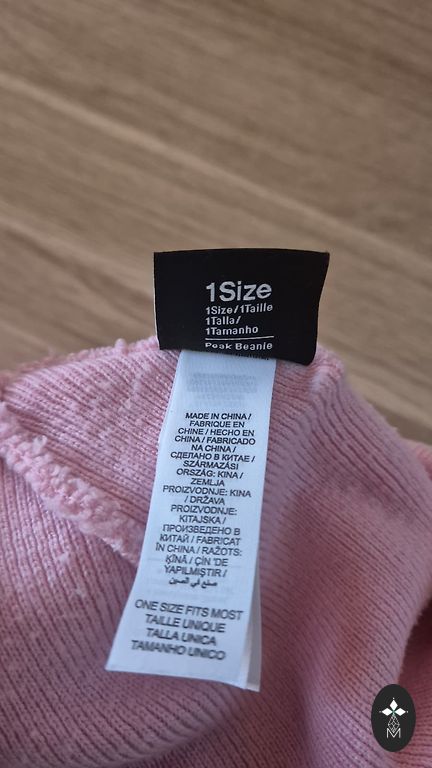 1Size
1Size/1Taille
1Talla/
1Tamanho
Peak Beanie
MADE IN CHINA /
FABRIQUE EN
CHINE / HECHO EN
CHINA / FABRICADO
NA CHINA /
СДЕЛАНО В КИТАЕ /
SZÁRMAZÁSI
ORSZÁG: KÍNA /
ZEMLJA
PROIZVODNJE: KINA
/ DRŽAVA
PROIZVODNJE:
KITAJSKA /
ПРОИЗВЕДЕНО В
КИТАЙ / FABRICAT
ÎN CHINA / RAŽOTS:
ĶĪNĀ / ÇİN 'DE
YAPILMIŞTIR /
صنع في الصين
ONE SIZE FITS MOST
TAILLE UNIQUE
TALLA UNICA
TAMANHO UNICO
M